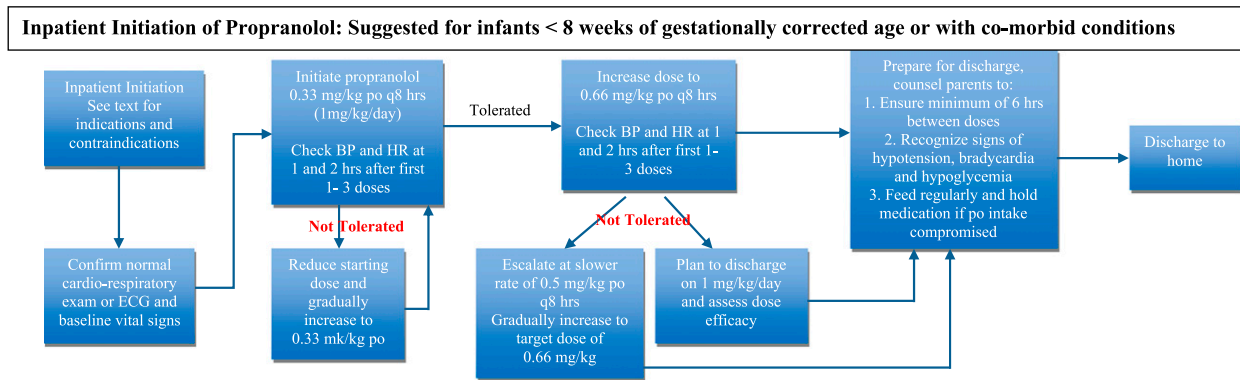 Inpatient Initiation of Propranolol: Suggested for infants < 8 weeks of gestationally corrected age or with co-morbid conditions
Inpatient Initiation
See text for
indications and
contraindications
Confirm normal
cardio-respiratory
exam or ECG and
baseline vital signs
Initiate propranolol
0.33 mg/kg po q8 hrs
(1mg/kg/day)
Check BP and HR at
1 and 2 hrs after first
1- 3 doses
Not Tolerated
Reduce starting
dose and
gradually
increase to
0.33 mk/kg po
Tolerated
Increase dose to
0.66 mg/kg po q8 hrs
Check BP and HR at 1
and 2 hrs after first 1-
3 doses
Not Tolerated
Escalate at slower
rate of 0.5 mg/kg po
q8 hrs
Gradually increase to
target dose of
0.66 mg/kg
Plan to discharge
on 1 mg/kg/day
and assess dose
efficacy
Prepare for discharge,
counsel parents to:
1. Ensure minimum of 6 hrs
between doses
2. Recognize signs of
hypotension, bradycardia
and hypoglycemia
3. Feed regularly and hold
medication if po intake
compromised
Discharge to
home